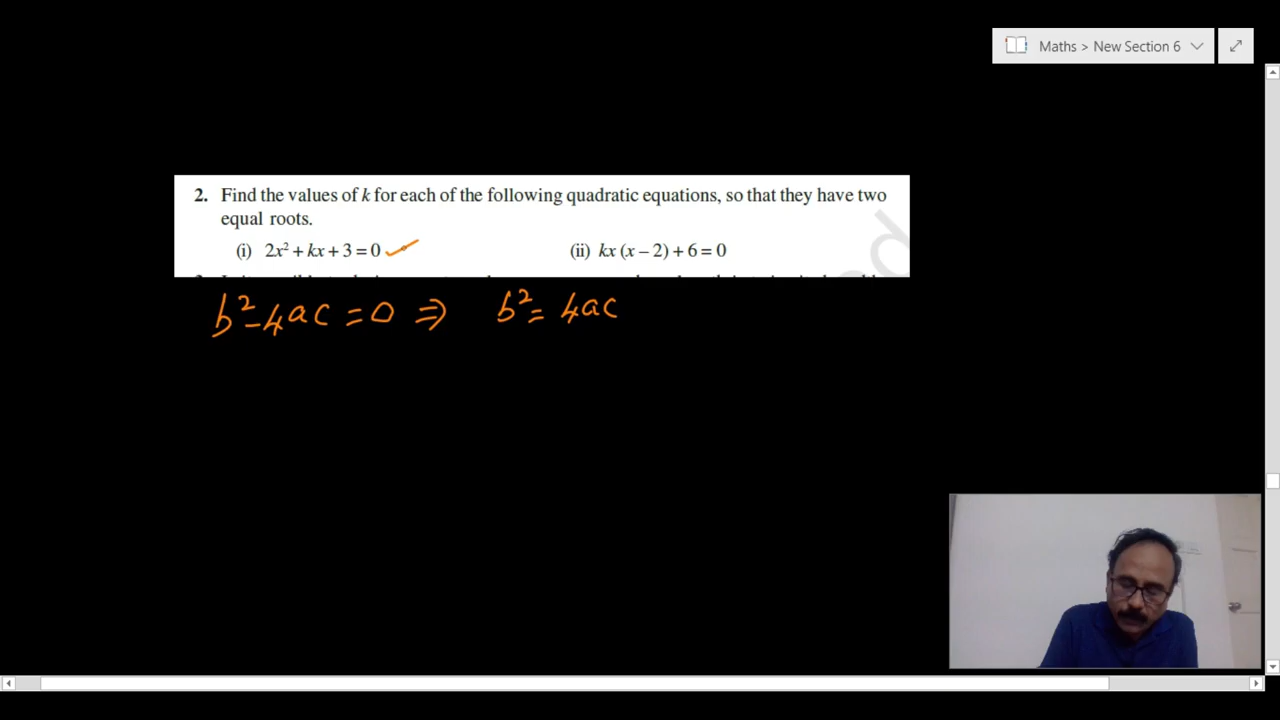 Maths > New Section 6
2. Find the values of k for each of the following quadratic equations, so that they have two
equal roots.
(i) 2x² + kx + 3 = 0 (ii) kx (x – 2) + 6 = 0
b² - 4ac = 0 ⇒ b² = 4ac